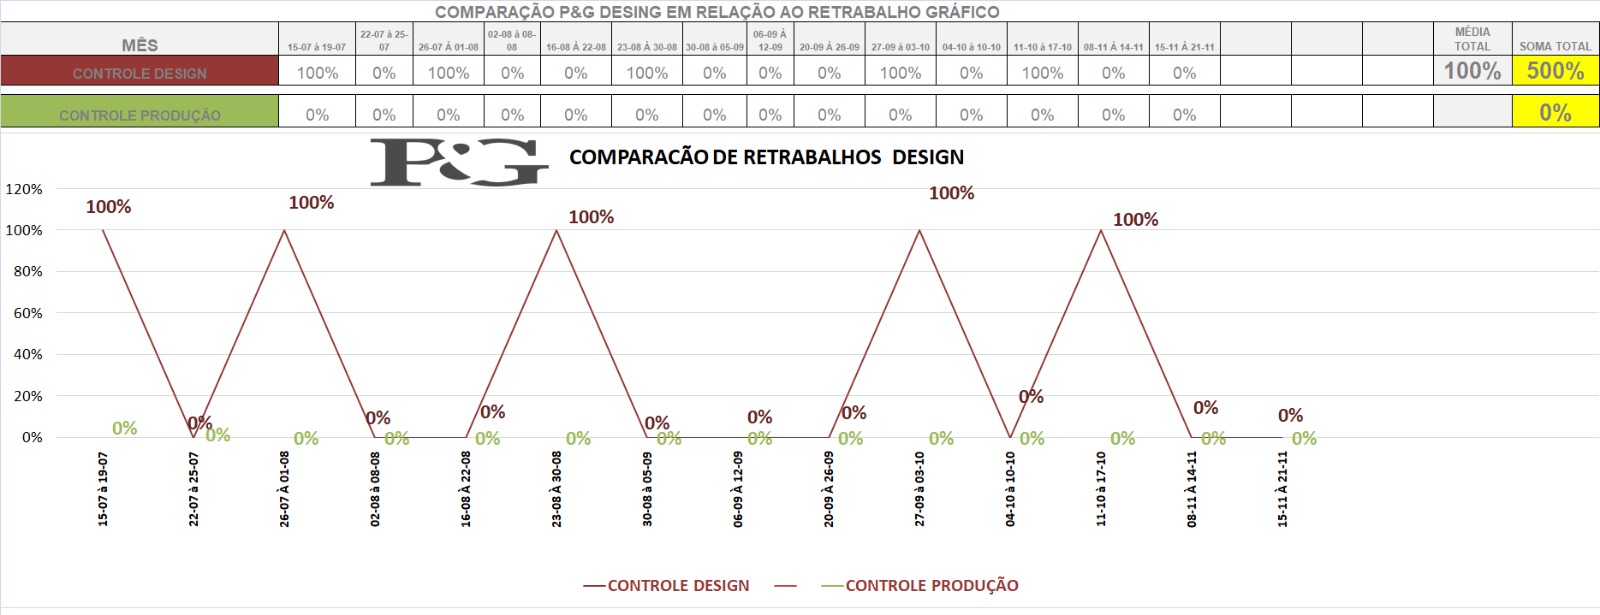 COMPARAÇÃO P&G DESING EM RELAÇÃO AO RETRABALHO GRÁFICO
MÊS 15-07 à 19-07 22-07 à 25-07 26-07 À 01-08 02-08 à 08-08 16-08 À 22-08 23-08 À 30-08 30-08 à 05-09 06-09 À 12-09 20-09 À 26-09 27-09 à 03-10 04-10 à 10-10 11-10 à 17-10 08-11 À 14-11 15-11 À 21-11 MÉDIA TOTAL SOMA TOTAL
CONTROLE DESIGN 100% 0% 100% 0% 0% 100% 0% 0% 0% 100% 0% 100% 0% 0% 100% 500%
CONTROLE PRODUÇÃO 0% 0% 0% 0% 0% 0% 0% 0% 0% 0% 0% 0% 0% 0% 0%
P&G COMPARACÃO DE RETRABALHOS DESIGN
120%
100% 100% 100% 100% 100%
100%
80%
60%
40%
20%
0% 0% 0% 0% 0% 0% 0% 0% 0%
0%
0% 0% 0% 0% 0% 0% 0% 0% 0% 0% 0% 0% 0% 0%
15-07 à 19-07
22-07 à 25-07
26-07 À 01-08
02-08 à 08-08
16-08 À 22-08
23-08 À 30-08
30-08 à 05-09
06-09 À 12-09
20-09 À 26-09
27-09 à 03-10
04-10 à 10-10
11-10 à 17-10
08-11 À 14-11
15-11 À 21-11
CONTROLE DESIGN CONTROLE PRODUÇÃO